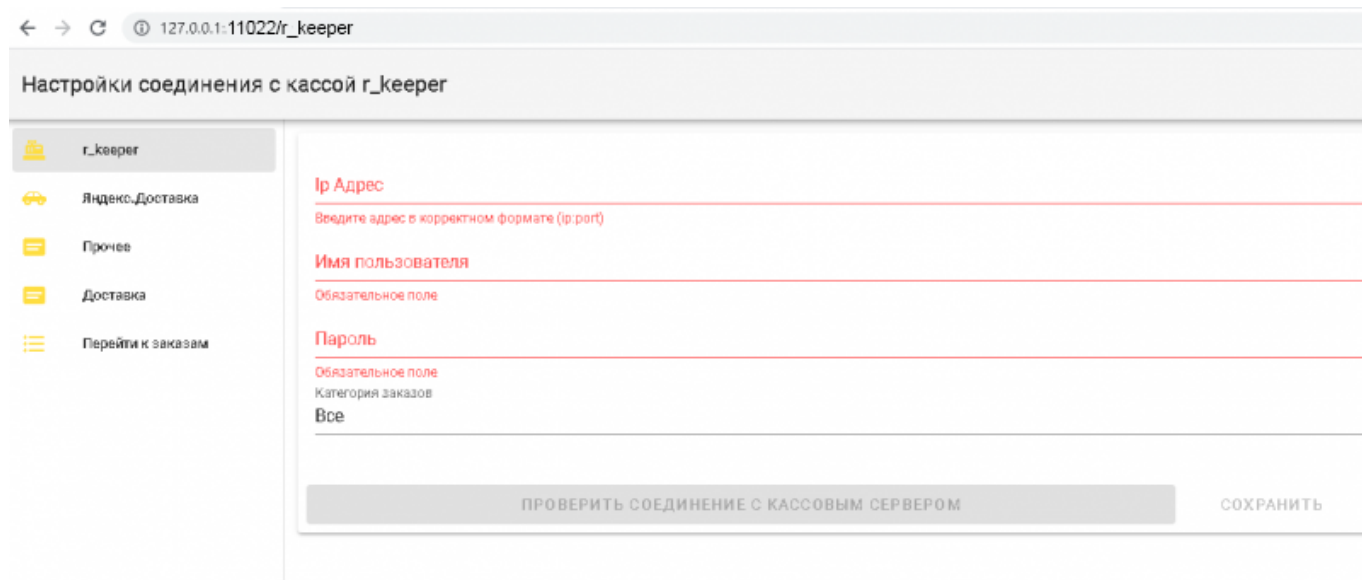 127.0.0.1:11022/r_keeper
Настройки соединения с кассой r_keeper
r_keeper
Яндекс.Доставка
Прочее
Доставка
Перейти к заказам
Ip Адрес
Введите адрес в корректном формате (ip:port)
Имя пользователя
Обязательное поле
Пароль
Обязательное поле
Категория заказов
Все
ПРОВЕРИТЬ СОЕДИНЕНИЕ С КАССОВЫМ СЕРВЕРОМ
СОХРАНИТЬ